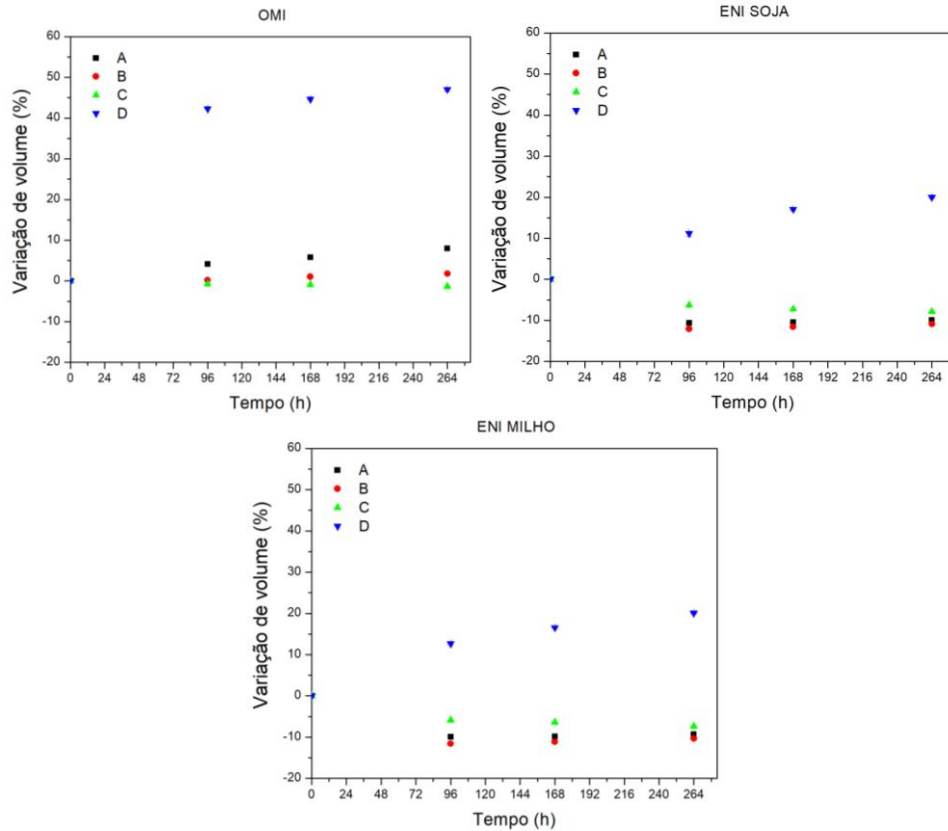 OMI
Variação de volume (%)
60
50
40
30
20
10
0
-10
-20
A
B
C
D
0 24 48 72 96 120 144 168 192 216 240 264
Tempo (h)
ENI SOJA
Variação de volume (%)
60
50
40
30
20
10
0
-10
-20
A
B
C
D
0 24 48 72 96 120 144 168 192 216 240 264
Tempo (h)
ENI MILHO
Variação de volume (%)
60
50
40
30
20
10
0
-10
-20
A
B
C
D
0 24 48 72 96 120 144 168 192 216 240 264
Tempo (h)